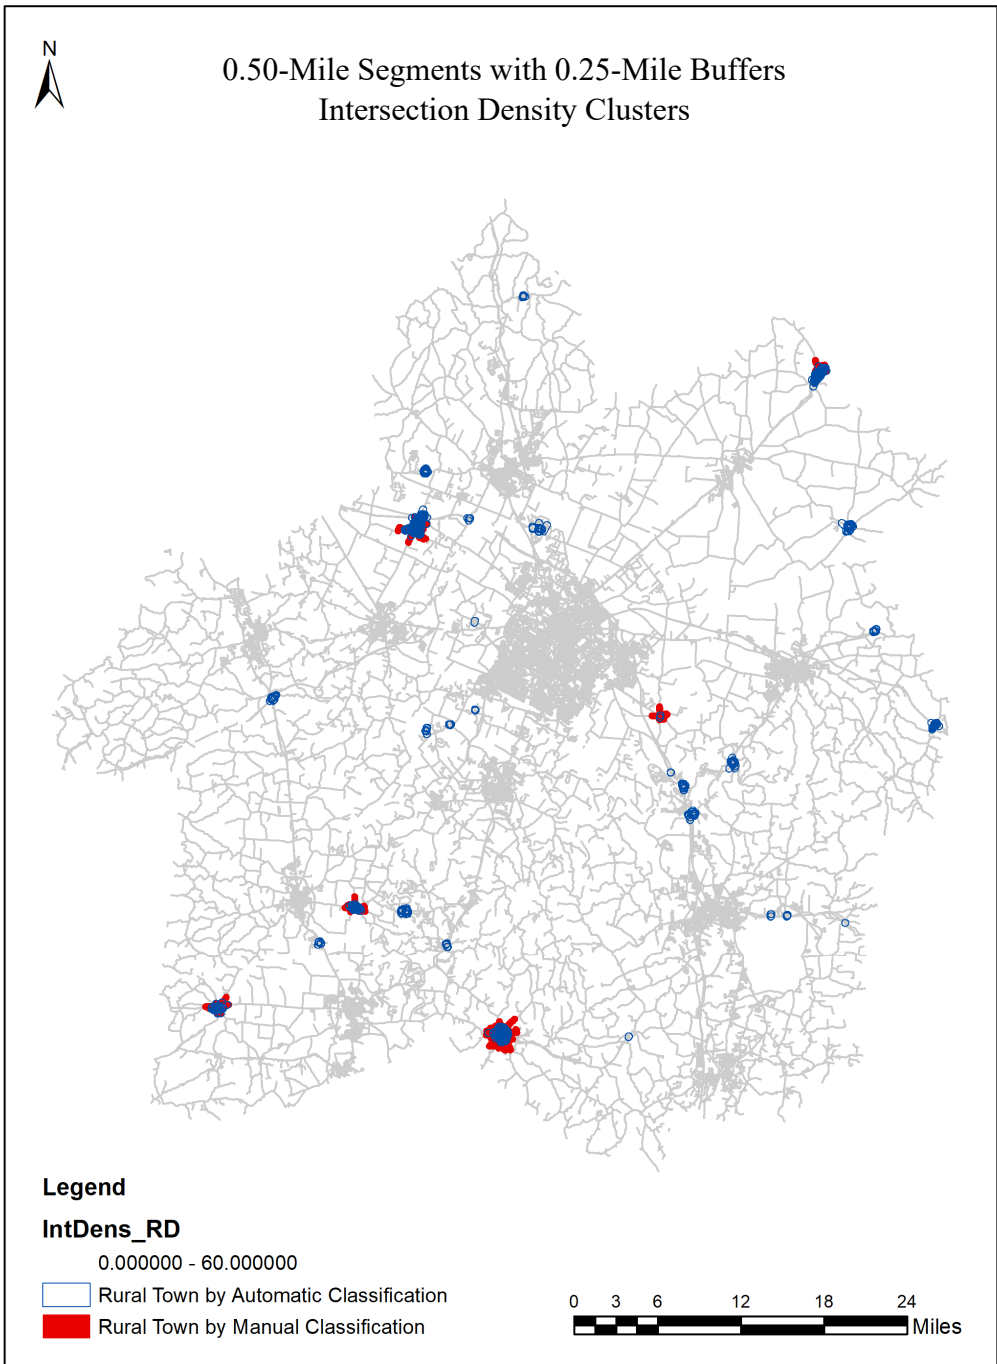 N
0.50-Mile Segments with 0.25-Mile Buffers
Intersection Density Clusters
Legend
IntDens_RD
0.000000 - 60.000000
Rural Town by Automatic Classification
Rural Town by Manual Classification
0 3 6 12 18 24
Miles